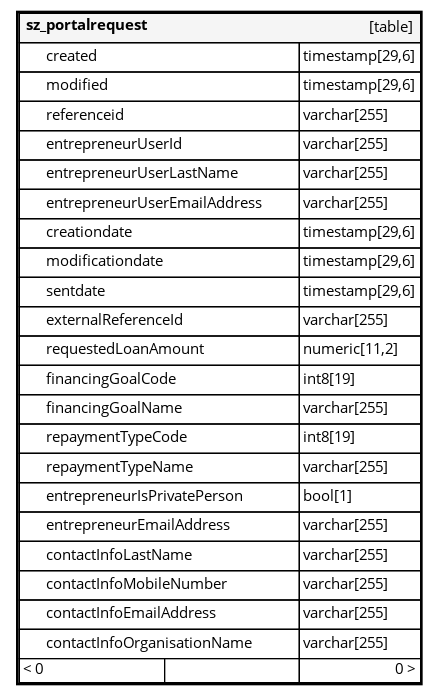 sz_portalrequest [table]
created timestamp[29,6]
modified timestamp[29,6]
referenceid varchar[255]
entrepreneurUserId varchar[255]
entrepreneurUserLastName varchar[255]
entrepreneurUserEmailAddress varchar[255]
creationdate timestamp[29,6]
modificationdate timestamp[29,6]
sentdate timestamp[29,6]
externalReferenceId varchar[255]
requestedLoanAmount numeric[11,2]
financingGoalCode int8[19]
financingGoalName varchar[255]
repaymentTypeCode int8[19]
repaymentTypeName varchar[255]
entrepreneurIsPrivatePerson bool[1]
entrepreneurEmailAddress varchar[255]
contactInfoLastName varchar[255]
contactInfoMobileNumber varchar[255]
contactInfoEmailAddress varchar[255]
contactInfoOrganisationName varchar[255]
< 0 0 >